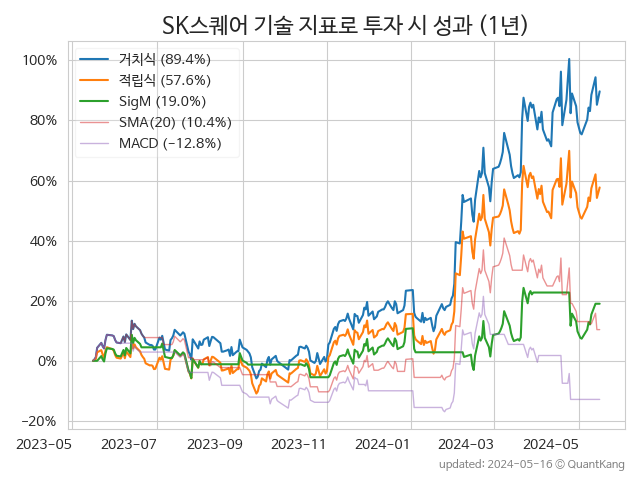 SK스퀘어 기술 지표로 투자 시 성과 (1년)
거치식 (89.4%)
적립식 (57.6%)
SigM (19.0%)
SMA(20) (10.4%)
MACD (−12.8%)
100%
80%
60%
40%
20%
0%
−20%
2023-05 2023-07 2023-09 2023-11 2024-01 2024-03 2024-05
updated: 2024-05-16 ⓒ QuantKang